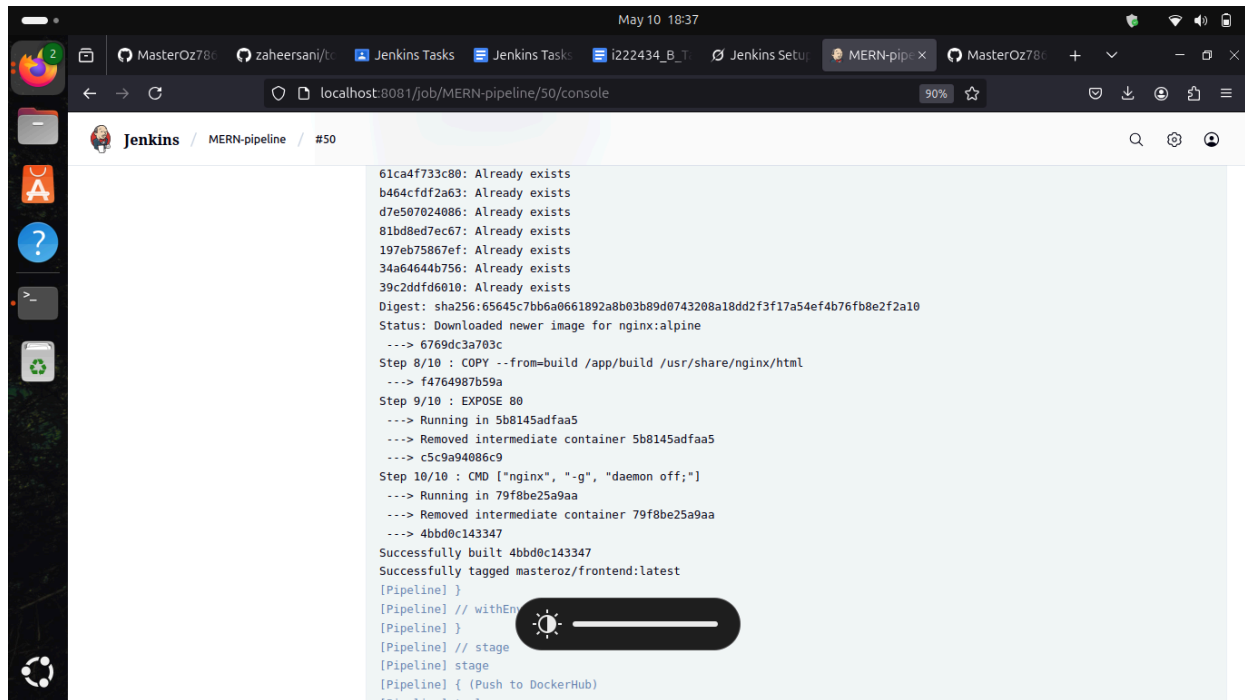 May 10 18:37
2
MasterOz786
zaheersani/to
Jenkins Tasks
Jenkins Tasks
i222434_B_T
Jenkins Setup
MERN-pipe
MasterOz786
localhost:8081/job/MERN-pipeline/50/console
90%
Jenkins / MERN-pipeline / #50
61ca4f733c80: Already exists
b464cfdf2a63: Already exists
d7e507024086: Already exists
81bd8ed7ec67: Already exists
197eb75867ef: Already exists
34a64644b756: Already exists
39c2ddfd6010: Already exists
Digest: sha256:65645c7bb6a0661892a8b03b89d0743208a18dd2f3f17a54ef4b76fb8e2f2a10
Status: Downloaded newer image for nginx:alpine
---> 6769dc3a703c
Step 8/10 : COPY --from=build /app/build /usr/share/nginx/html
---> f4764987b59a
Step 9/10 : EXPOSE 80
---> Running in 5b8145adfaa5
---> Removed intermediate container 5b8145adfaa5
---> c5c9a94086c9
Step 10/10 : CMD ["nginx", "-g", "daemon off;"]
---> Running in 79f8be25a9aa
---> Removed intermediate container 79f8be25a9aa
---> 4bbd0c143347
Successfully built 4bbd0c143347
Successfully tagged masteroz/frontend:latest
[Pipeline] }
[Pipeline] // withEn
[Pipeline] }
[Pipeline] // stage
[Pipeline] stage
[Pipeline] { (Push to DockerHub)